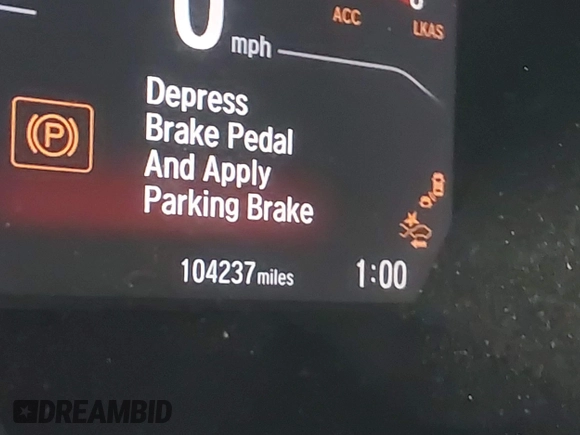 0 mph
ACC
LKAS
P
Depress
Brake Pedal
And Apply
Parking Brake
104237 miles 1:00
DREAMBID